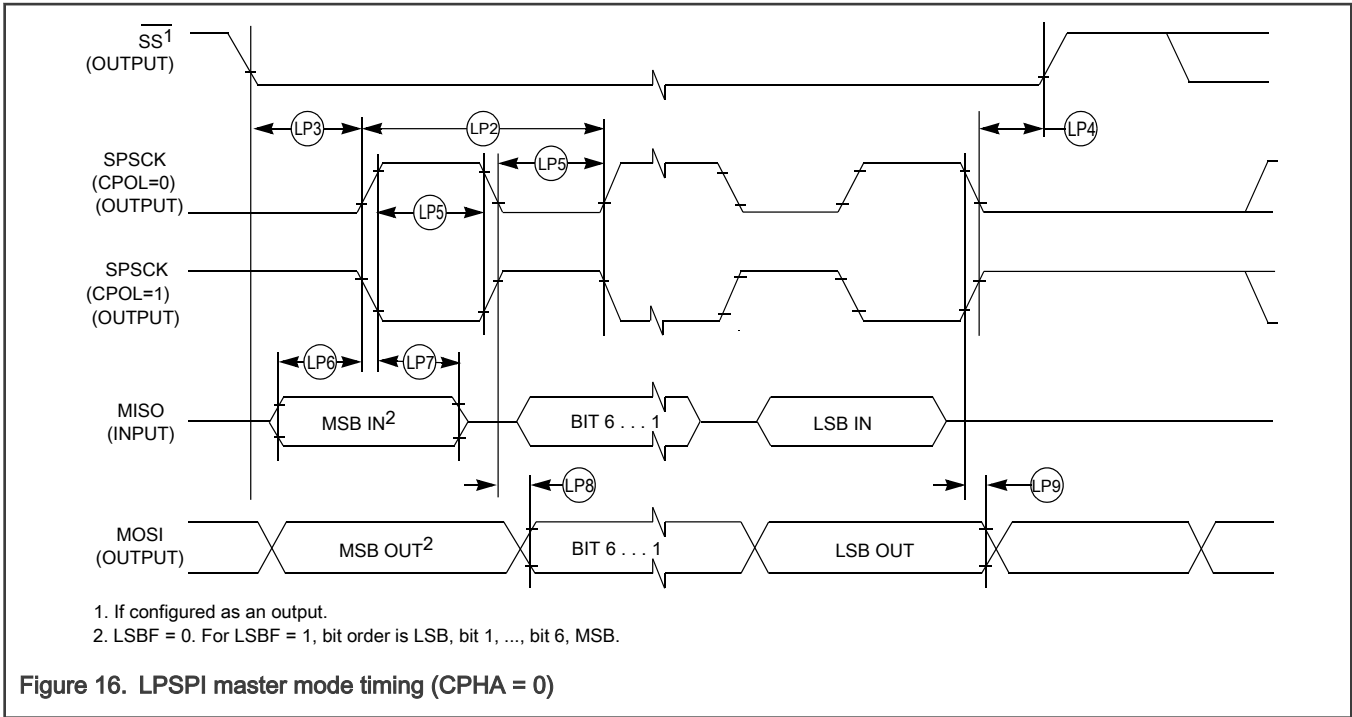 SS1
(OUTPUT)
LP3
LP2
LP4
SPSCK
(CPOL=0)
(OUTPUT)
LP5
LP5
SPSCK
(CPOL=1)
(OUTPUT)
LP6
LP7
MISO
(INPUT)
MSB IN2
BIT 6 . . . 1
LSB IN
LP8
LP9
MOSI
(OUTPUT)
MSB OUT2
BIT 6 . . . 1
LSB OUT
1. If configured as an output.
2. LSBF = 0. For LSBF = 1, bit order is LSB, bit 1, ..., bit 6, MSB.
Figure 16. LPSPI master mode timing (CPHA = 0)